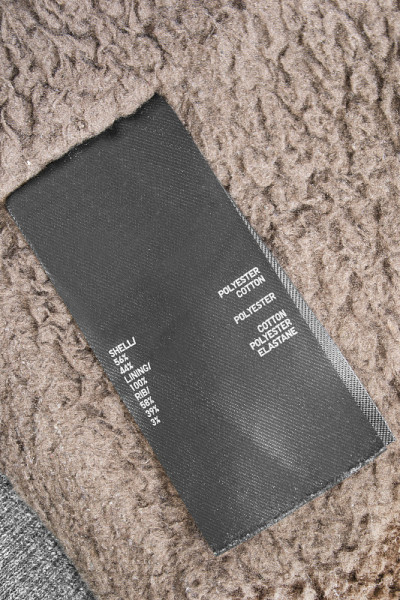 SHELL/
56% POLYESTER
44% COTTON
LINING/
100% POLYESTER
RIB/
58% COTTON
39% POLYESTER
3% ELASTANE